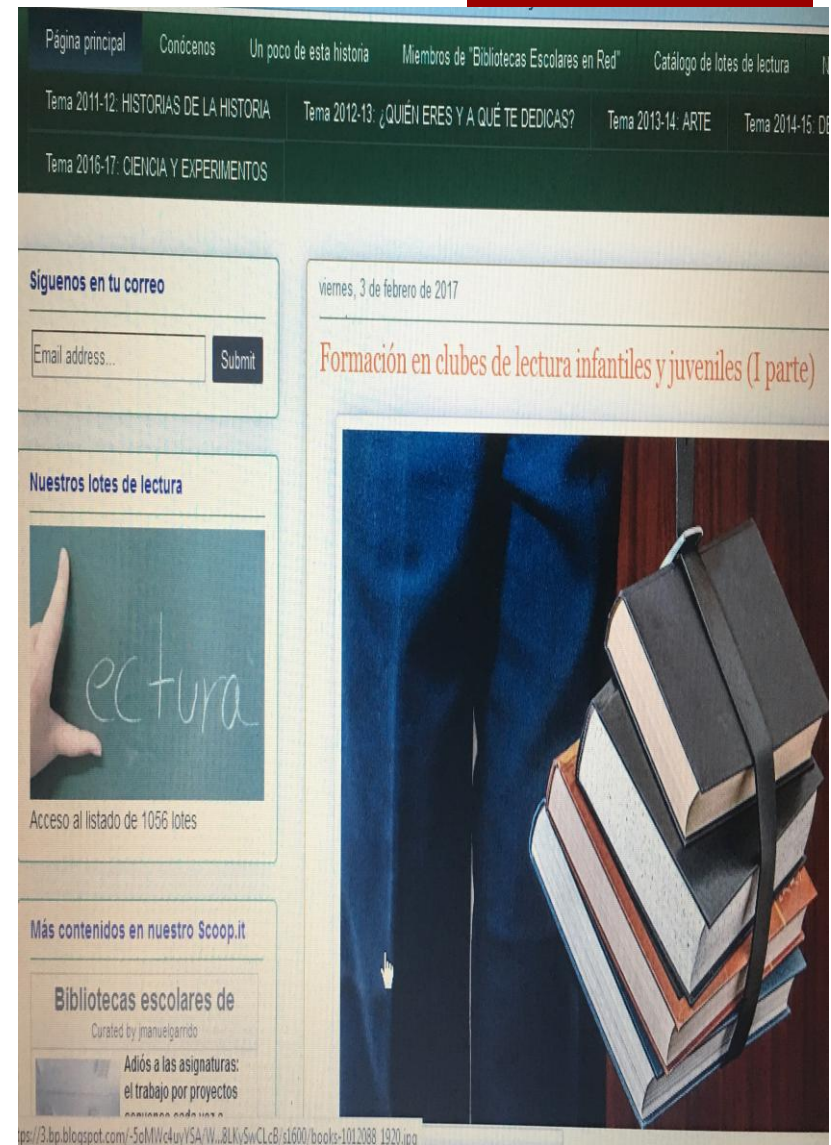 Página principal Conócenos Un poco de esta historia Miembros de "Bibliotecas Escolares en Red" Catálogo de lotes de lectura
Tema 2011-12: HISTORIAS DE LA HISTORIA Tema 2012-13: ¿QUIÉN ERES Y A QUÉ TE DEDICAS? Tema 2013-14: ARTE Tema 2014-15:
Tema 2016-17: CIENCIA Y EXPERIMENTOS
Síguenos en tu correo
Email address... Submit
Nuestros lotes de lectura
ectura
Acceso al listado de 1056 lotes
Más contenidos en nuestro Scoop.it
Bibliotecas escolares de
Curated by jmanuelgarrido
Adiós a las asignaturas:
el trabajo por proyectos
viernes, 3 de febrero de 2017
Formación en clubes de lectura infantiles y juveniles (I parte)